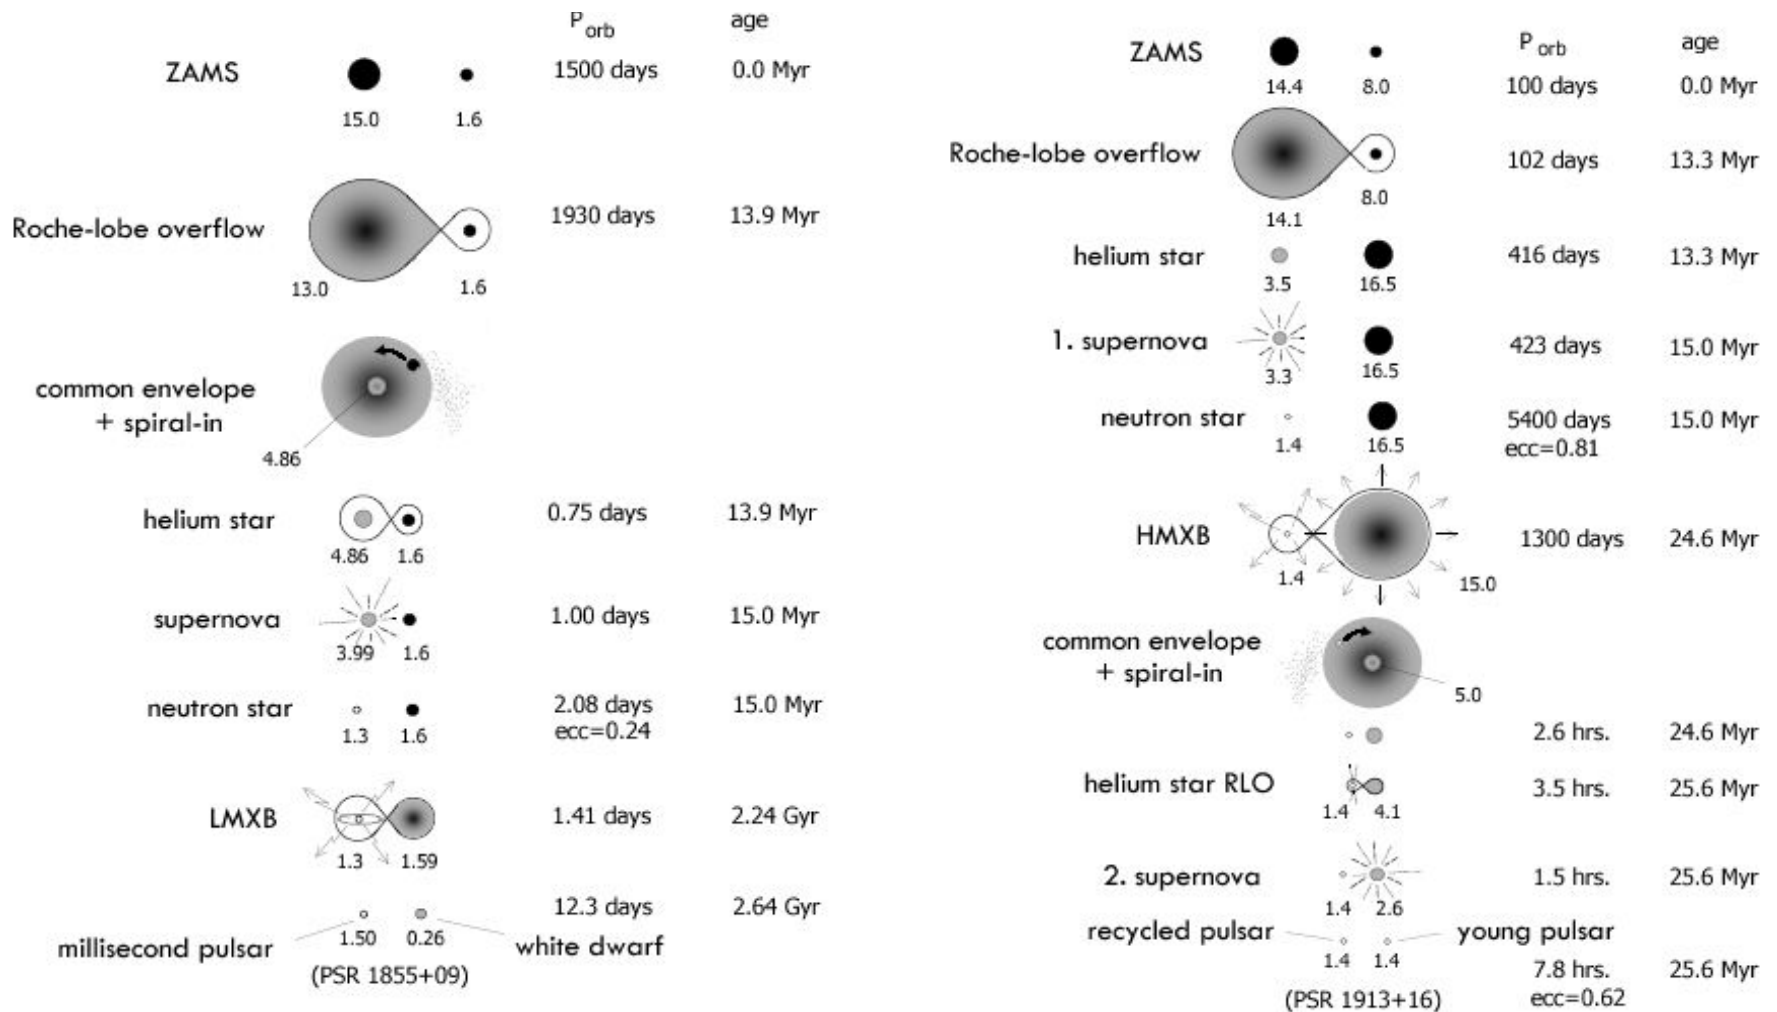 P orb age
ZAMS 1500 days 0.0 Myr
15.0 1.6
Roche-lobe overflow 1930 days 13.9 Myr
13.0 1.6
common envelope
+ spiral-in
4.86
helium star 0.75 days 13.9 Myr
4.86 1.6
supernova 1.00 days 15.0 Myr
3.99 1.6
neutron star 2.08 days 15.0 Myr
1.3 1.6 ecc=0.24
LMXB 1.41 days 2.24 Gyr
1.3 1.59
12.3 days 2.64 Gyr
millisecond pulsar 1.50 0.26 white dwarf
(PSR 1855+09)
P orb age
ZAMS
14.4 8.0 100 days 0.0 Myr
Roche-lobe overflow 102 days 13.3 Myr
8.0
14.1
helium star 416 days 13.3 Myr
3.5 16.5
1. supernova 423 days 15.0 Myr
3.3 16.5
neutron star 5400 days 15.0 Myr
1.4 16.5 ecc=0.81
HMXB 1300 days 24.6 Myr
1.4 15.0
common envelope
+ spiral-in
5.0
2.6 hrs. 24.6 Myr
helium star RLO 3.5 hrs. 25.6 Myr
1.4 4.1
2. supernova 1.5 hrs. 25.6 Myr
1.4 2.6
recycled pulsar young pulsar
1.4 1.4
7.8 hrs. 25.6 Myr
(PSR 1913+16) ecc=0.62